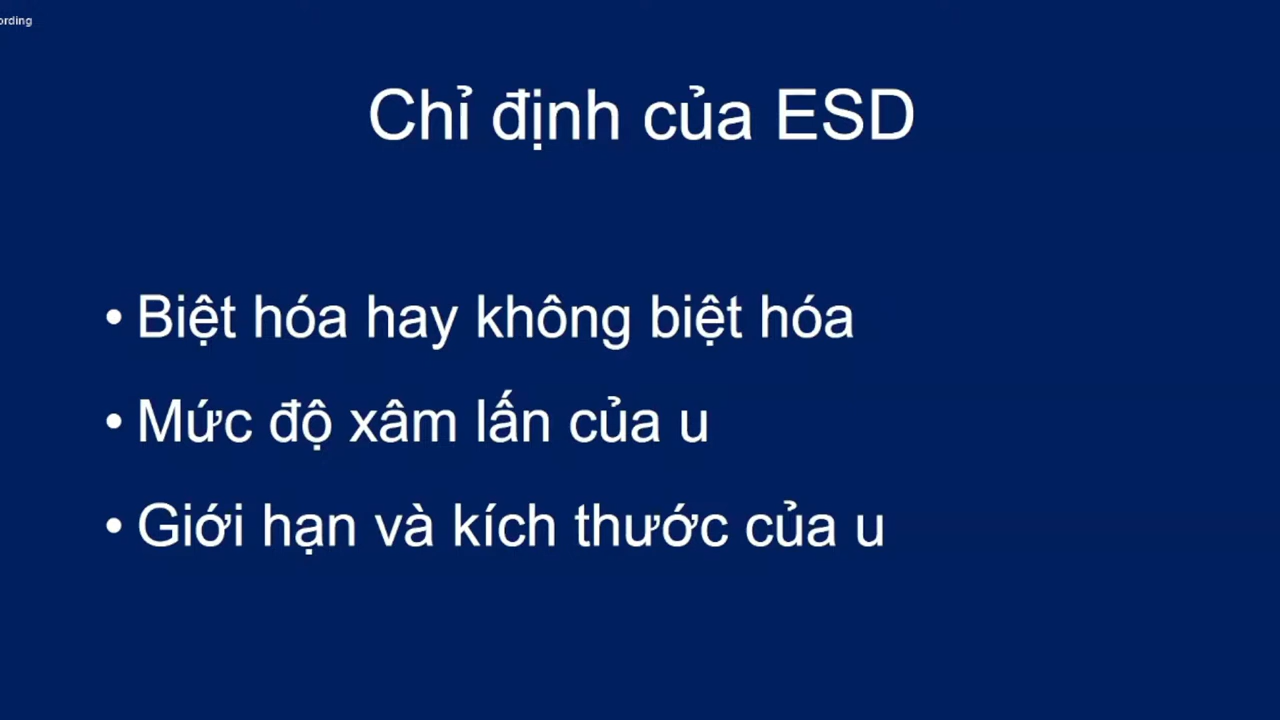 ording
Chỉ định của ESD
• Biệt hóa hay không biệt hóa
• Mức độ xâm lấn của u
• Giới hạn và kích thước của u